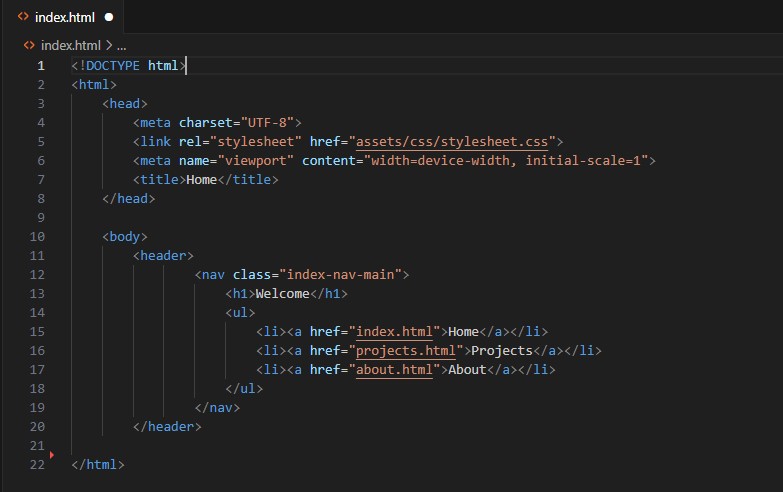 index.html
index.html > ...
1 <!DOCTYPE html>
2 <html>
3     <head>
4         <meta charset="UTF-8">
5         <link rel="stylesheet" href="assets/css/stylesheet.css">
6         <meta name="viewport" content="width=device-width, initial-scale=1">
7         <title>Home</title>
8     </head>
9
10     <body>
11         <header>
12                 <nav class="index-nav-main">
13                     <h1>Welcome</h1>
14                     <ul>
15                         <li><a href="index.html">Home</a></li>
16                         <li><a href="projects.html">Projects</a></li>
17                         <li><a href="about.html">About</a></li>
18                     </ul>
19                 </nav>
20         </header>
21
22 </html>